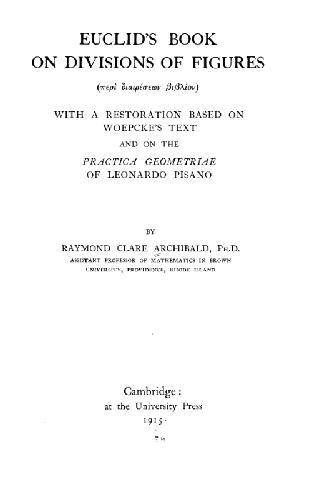 EUCLID'S BOOK
ON DIVISIONS OF FIGURES
(περὶ διαιρέσεων βιβλίον)
WITH A RESTORATION BASED ON
WOEPCKE'S TEXT
AND ON THE
PRACTICA GEOMETRIAE
OF LEONARDO PISANO
BY
RAYMOND CLARE ARCHIBALD, PH.D.
ASSISTANT PROFESSOR OF MATHEMATICS IN BROWN
UNIVERSITY, PROVIDENCE, RHODE ISLAND
Cambridge:
at the University Press
1915